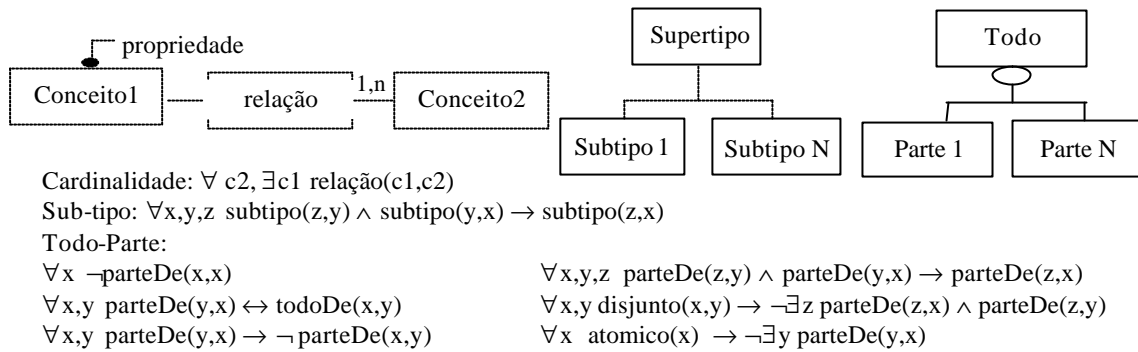 propriedade
Conceito1
relação
1,n
Conceito2
Supertipo
Subtipo 1
Subtipo N
Todo
Parte 1
Parte N
Cardinalidade: ∀ c2, ∃c1 relação(c1,c2)
Sub-tipo: ∀x,y,z subtipo(z,y) ∧ subtipo(y,x) → subtipo(z,x)
Todo-Parte:
∀x ¬parteDe(x,x)
∀x,y,z parteDe(z,y) ∧ parteDe(y,x) → parteDe(z,x)
∀x,y parteDe(y,x) ↔ todoDe(x,y)
∀x,y disjunto(x,y) → ¬∃z parteDe(z,x) ∧ parteDe(z,y)
∀x,y parteDe(y,x) → ¬ parteDe(x,y)
∀x atomico(x) → ¬∃y parteDe(y,x)